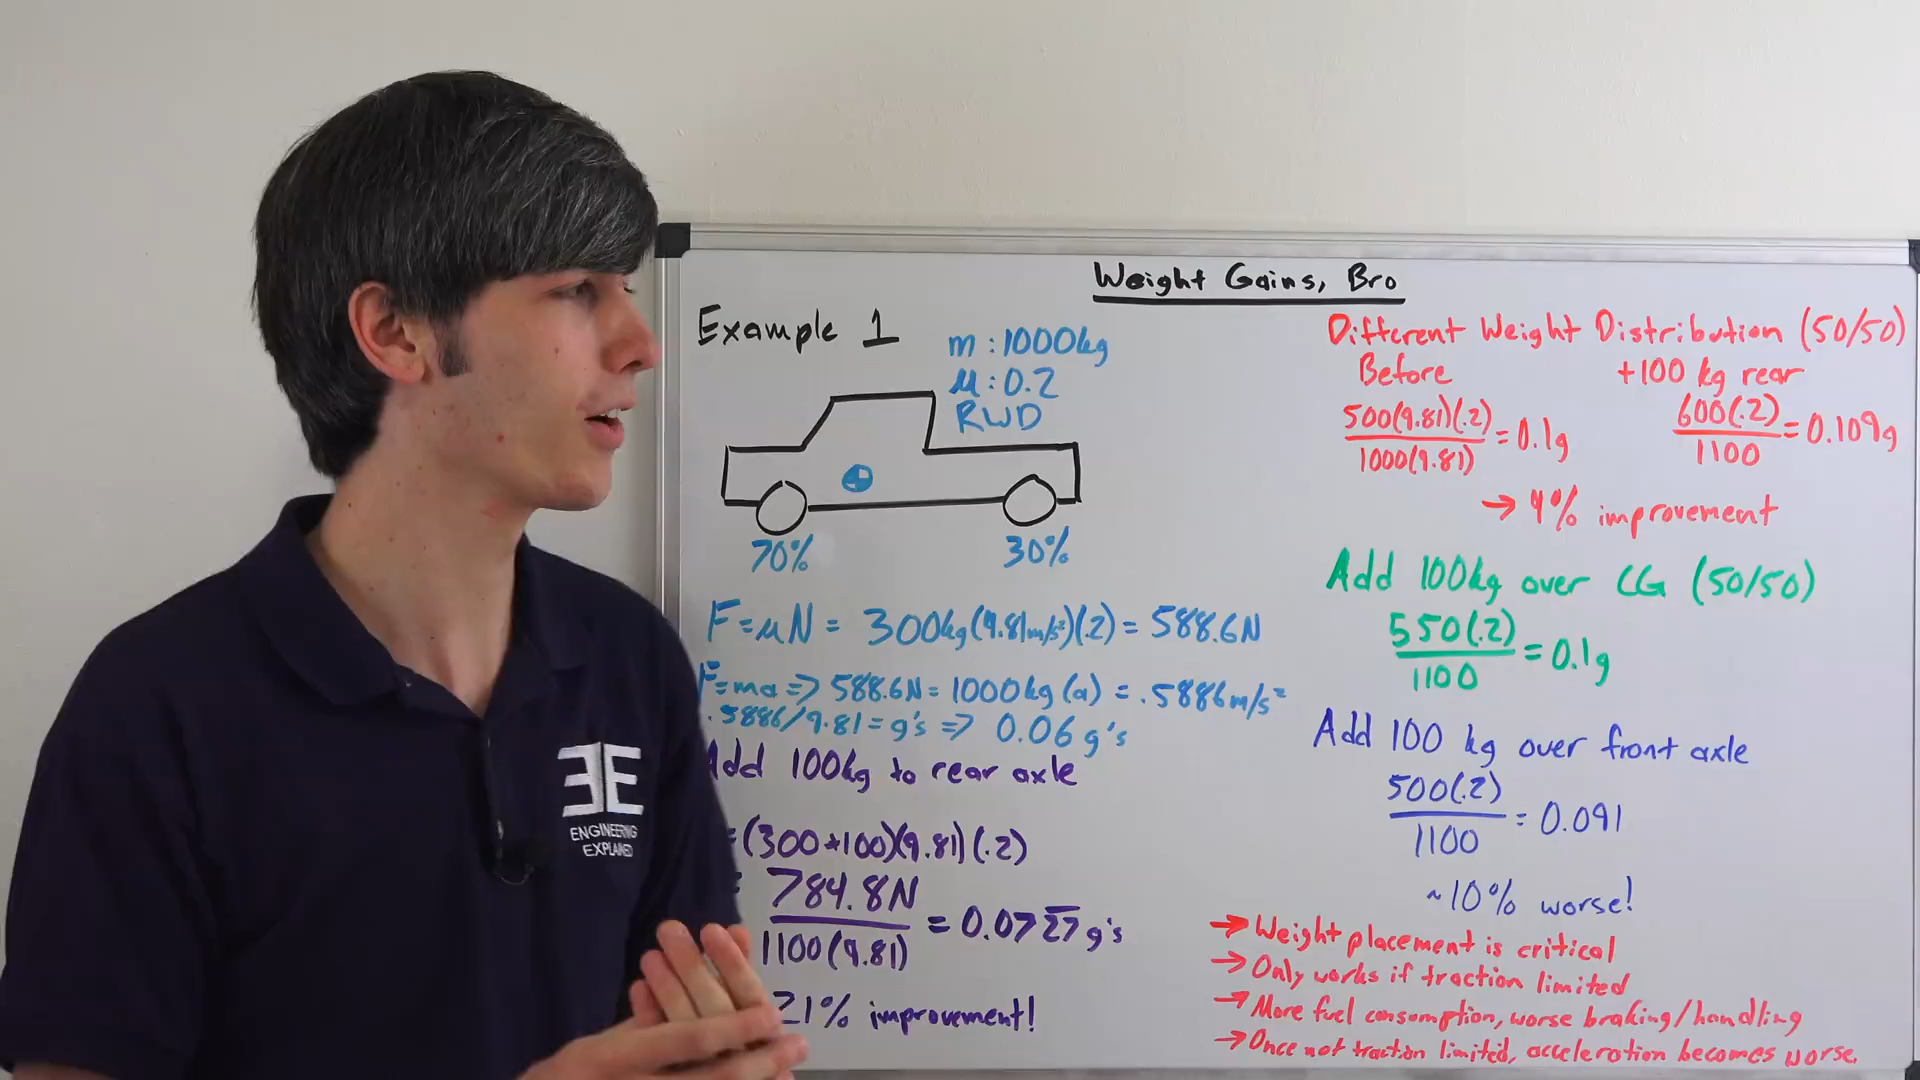 Weight Gains, Bro
Example 1
m : 1000kg
μ : 0.2
RWD
70%
30%
F=μN = 300kg(9.81m/s²)(.2) = 588.6N
F=ma => 588.6N = 1000kg(a) = .5886m/s²
.5886/9.81 = g's => 0.06 g's
Add 100kg to rear axle
=(300+100)(9.81)(.2)
= 784.8N
1100(9.81)
= 0.0727 g's
21% improvement!
Different Weight Distribution (50/50)
Before
500(9.81)(.2)
1000(9.81)
= 0.1g
+100 kg rear
600(.2)
1100
= 0.109g
→ 9% improvement
Add 100kg over CG (50/50)
550(.2)
1100
= 0.1g
Add 100 kg over front axle
500(.2)
1100
= 0.091
~10% worse!
→ Weight placement is critical
→ Only works if traction limited
→ More fuel consumption, worse braking/handling
→ Once not traction limited, acceleration becomes worse.
ENGINEERING
EXPLAINED